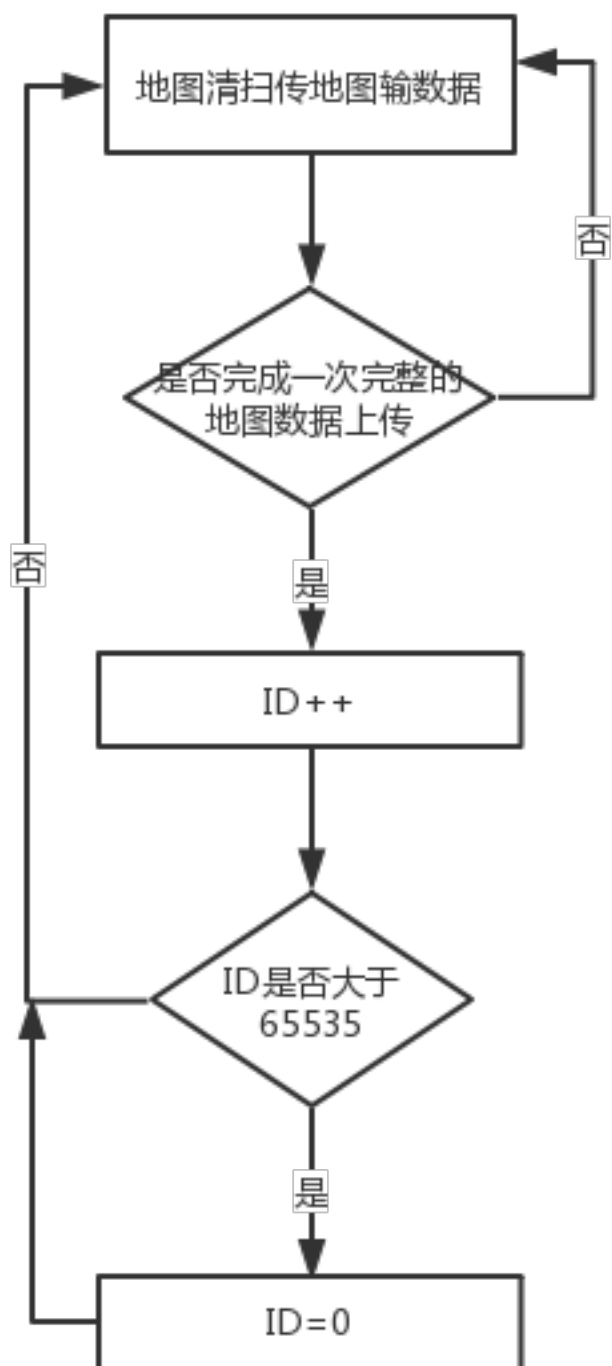 地图清扫传地图输数据
否
是否完成一次完整的
地图数据上传
否
是
ID++
ID是否大于
65535
是
ID=0